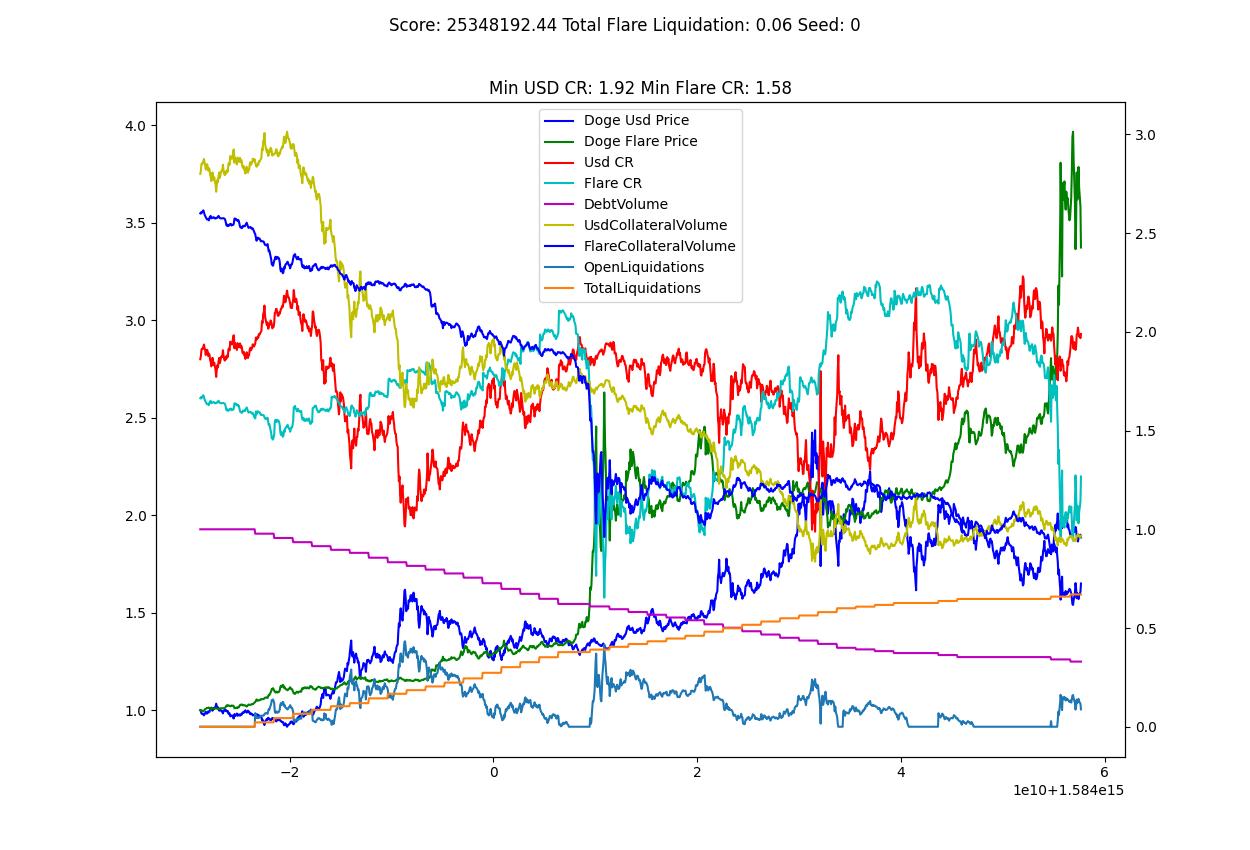 Score: 25348192.44 Total Flare Liquidation: 0.06 Seed: 0
Min USD CR: 1.92 Min Flare CR: 1.58
Doge Usd Price
Doge Flare Price
Usd CR
Flare CR
DebtVolume
UsdCollateralVolume
FlareCollateralVolume
OpenLiquidations
TotalLiquidations
4.0
3.5
3.0
2.5
2.0
1.5
1.0
3.0
2.5
2.0
1.5
1.0
0.5
0.0
−2
0
2
4
6
1e10+1.584e15